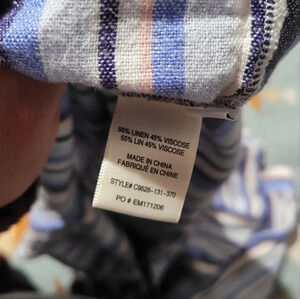 55% LINEN 45% VISCOSE
55% LIN 45% VISCOSE
MADE IN CHINA
FABRIQUÉ EN CHINE
STYLE# C9526-131-370
PO # EM171206